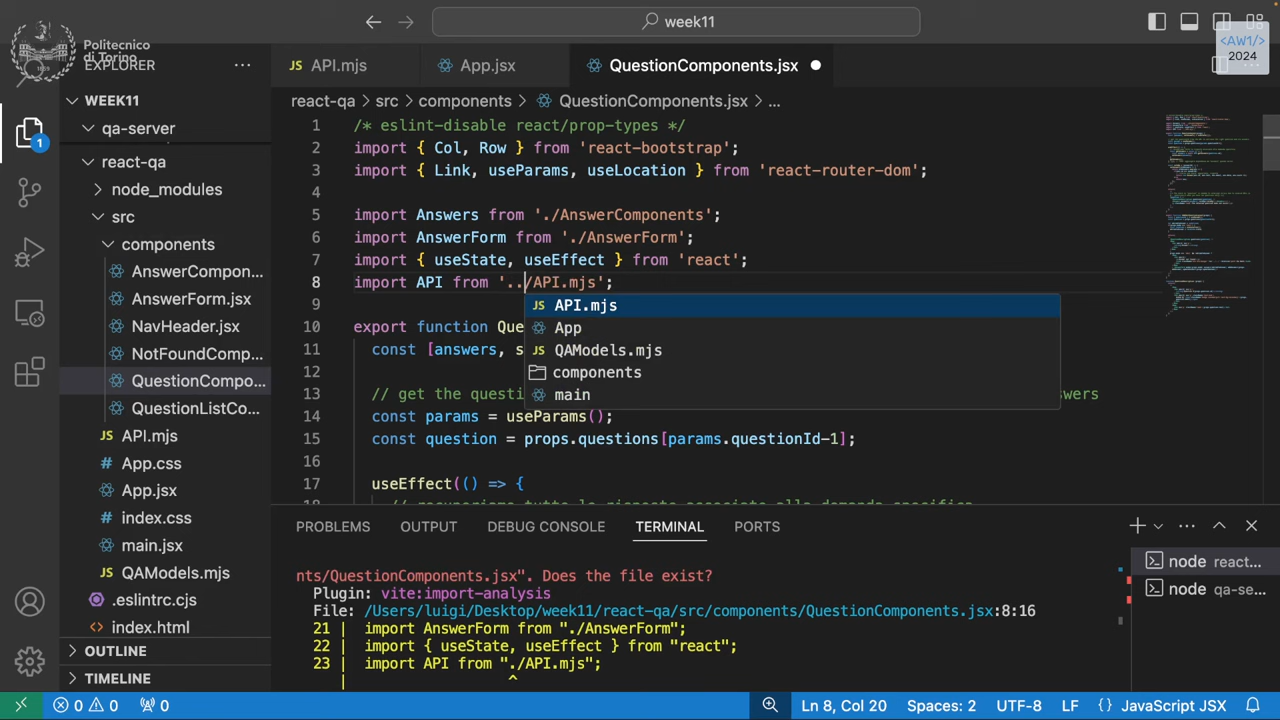 week11
Politecnico
di Torino
<AW1/>
2024
EXPLORER
API.mjs
App.jsx
QuestionComponents.jsx
WEEK11
qa-server
react-qa
node_modules
src
components
AnswerCompon...
AnswerForm.jsx
NavHeader.jsx
NotFoundComp...
QuestionCompo...
QuestionListCo...
API.mjs
App.css
App.jsx
index.css
main.jsx
QAModels.mjs
.eslintrc.cjs
index.html
OUTLINE
TIMELINE
react-qa > src > components > QuestionComponents.jsx > ...
1 /* eslint-disable react/prop-types */
2 import { Col, Row } from 'react-bootstrap';
3 import { Link, useParams, useLocation } from 'react-router-dom';
4
5 import Answers from './AnswerComponents';
6 import AnswerForm from './AnswerForm';
7 import { useState, useEffect } from 'react';
8 import API from '../API.mjs';
9
10 export function Que
11 const [answers, s
12
13 // get the questi
wers
14 const params = useParams();
15 const question = props.questions[params.questionId-1];
16
17 useEffect(() => {
API.mjs
App
QAModels.mjs
components
main
PROBLEMS OUTPUT DEBUG CONSOLE TERMINAL PORTS
nts/QuestionComponents.jsx". Does the file exist?
Plugin: vite:import-analysis
File: /Users/luigi/Desktop/week11/react-qa/src/components/QuestionComponents.jsx:8:16
21 | import AnswerForm from "./AnswerForm";
22 | import { useState, useEffect } from "react";
23 | import API from "./API.mjs";
| ^
node react...
node qa-se...
1
0 0 0
Ln 8, Col 20 Spaces: 2 UTF-8 LF {} JavaScript JSX